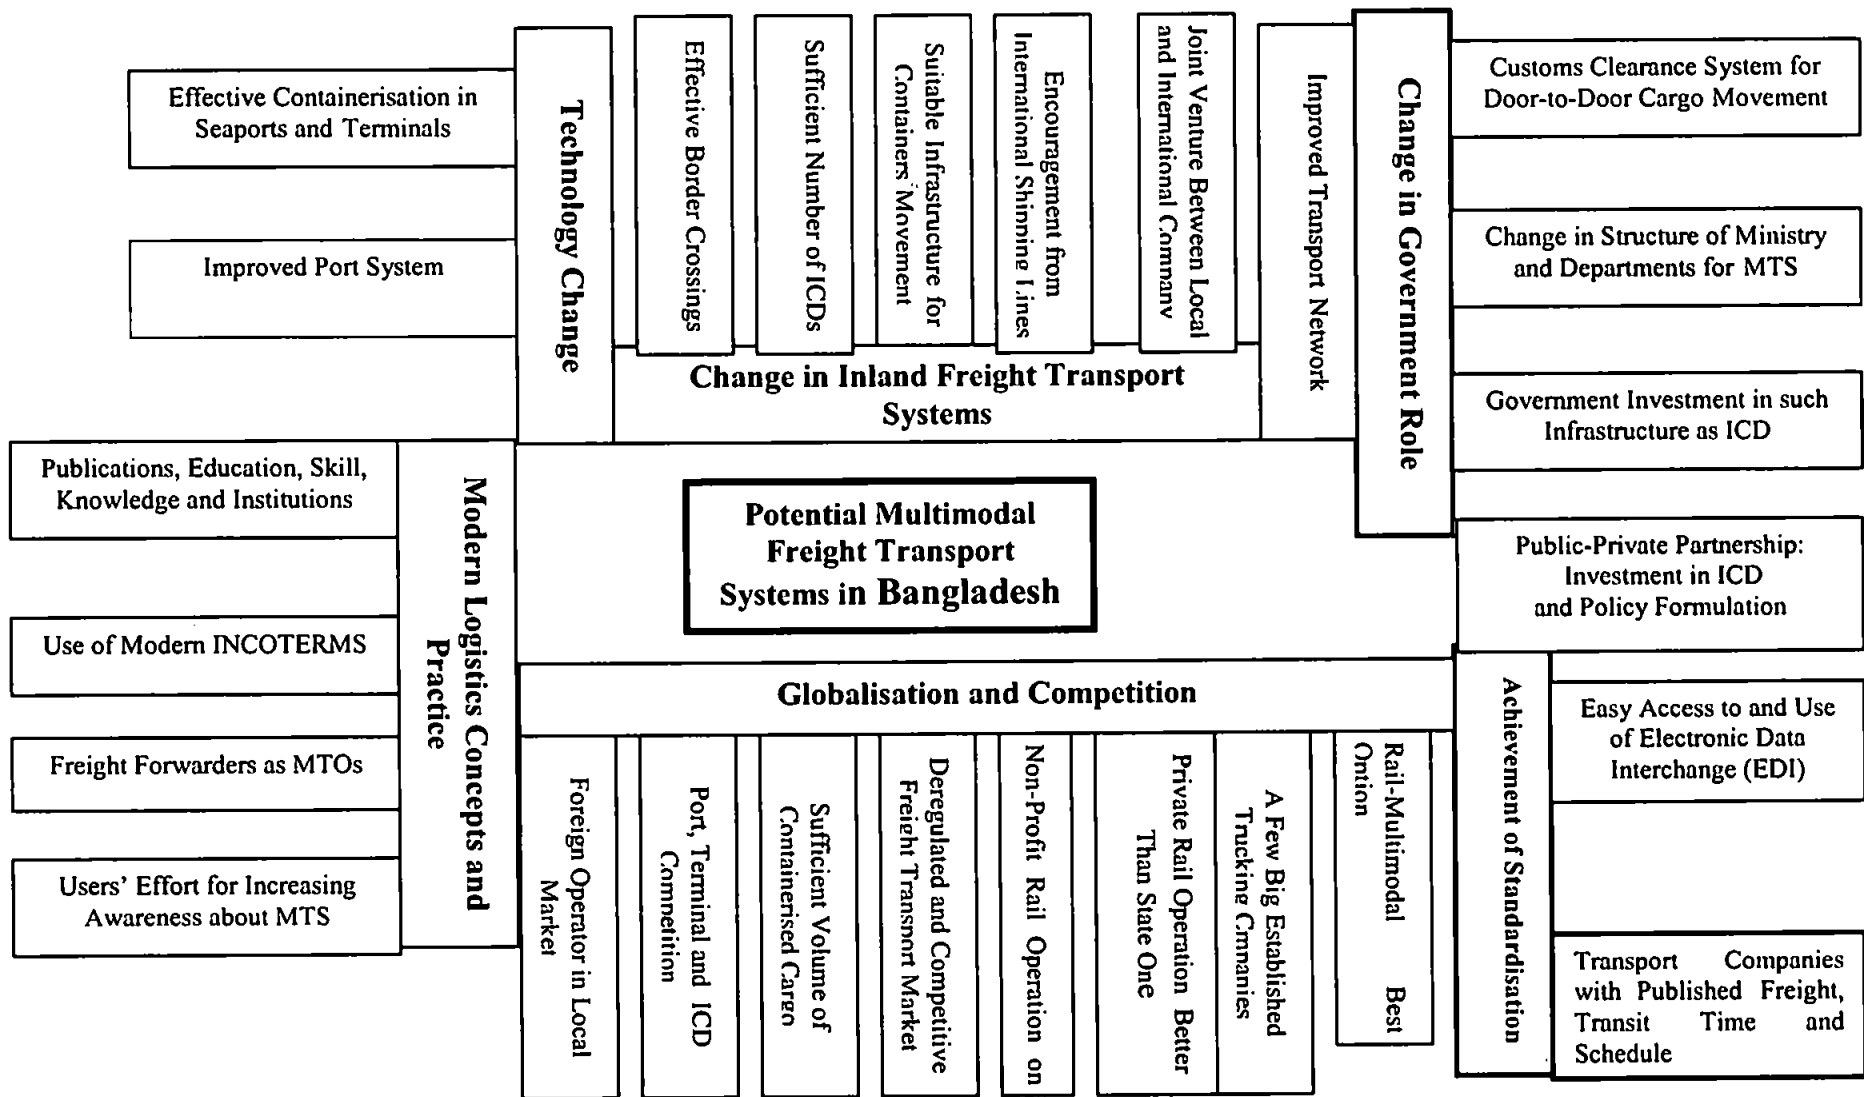 Effective Containerisation in
Seaports and Terminals
Improved Port System
Technology Change
Effective Border Crossings
Sufficient Number of ICDs
Suitable Infrastructure for
Containers' Movement
Encouragement from
International Shipping Lines
Joint Venture Between Local
and International Company
Improved Transport Network
Change in Government Role
Customs Clearance System for
Door-to-Door Cargo Movement
Change in Structure of Ministry
and Departments for MTS
Government Investment in such
Infrastructure as ICD
Public-Private Partnership:
Investment in ICD
and Policy Formulation
Change in Inland Freight Transport
Systems
Publications, Education, Skill,
Knowledge and Institutions
Use of Modern INCOTERMS
Freight Forwarders as MTOs
Users' Effort for Increasing
Awareness about MTS
Modern Logistics Concepts and
Practice
Potential Multimodal
Freight Transport
Systems in Bangladesh
Globalisation and Competition
Foreign Operator in Local
Market
Port, Terminal and ICD
Competition
Sufficient Volume of
Containerised Cargo
Deregulated and Competitive
Freight Transport Market
Non-Profit Rail Operation on
Private Rail Operation Better
Than State One
A Few Big Established
Trucking Cmpanies
Rail-Multimodal Best
Option
Achievement of Standardisation
Easy Access to and Use
of Electronic Data
Interchange (EDI)
Transport Companies
with Published Freight,
Transit Time and
Schedule